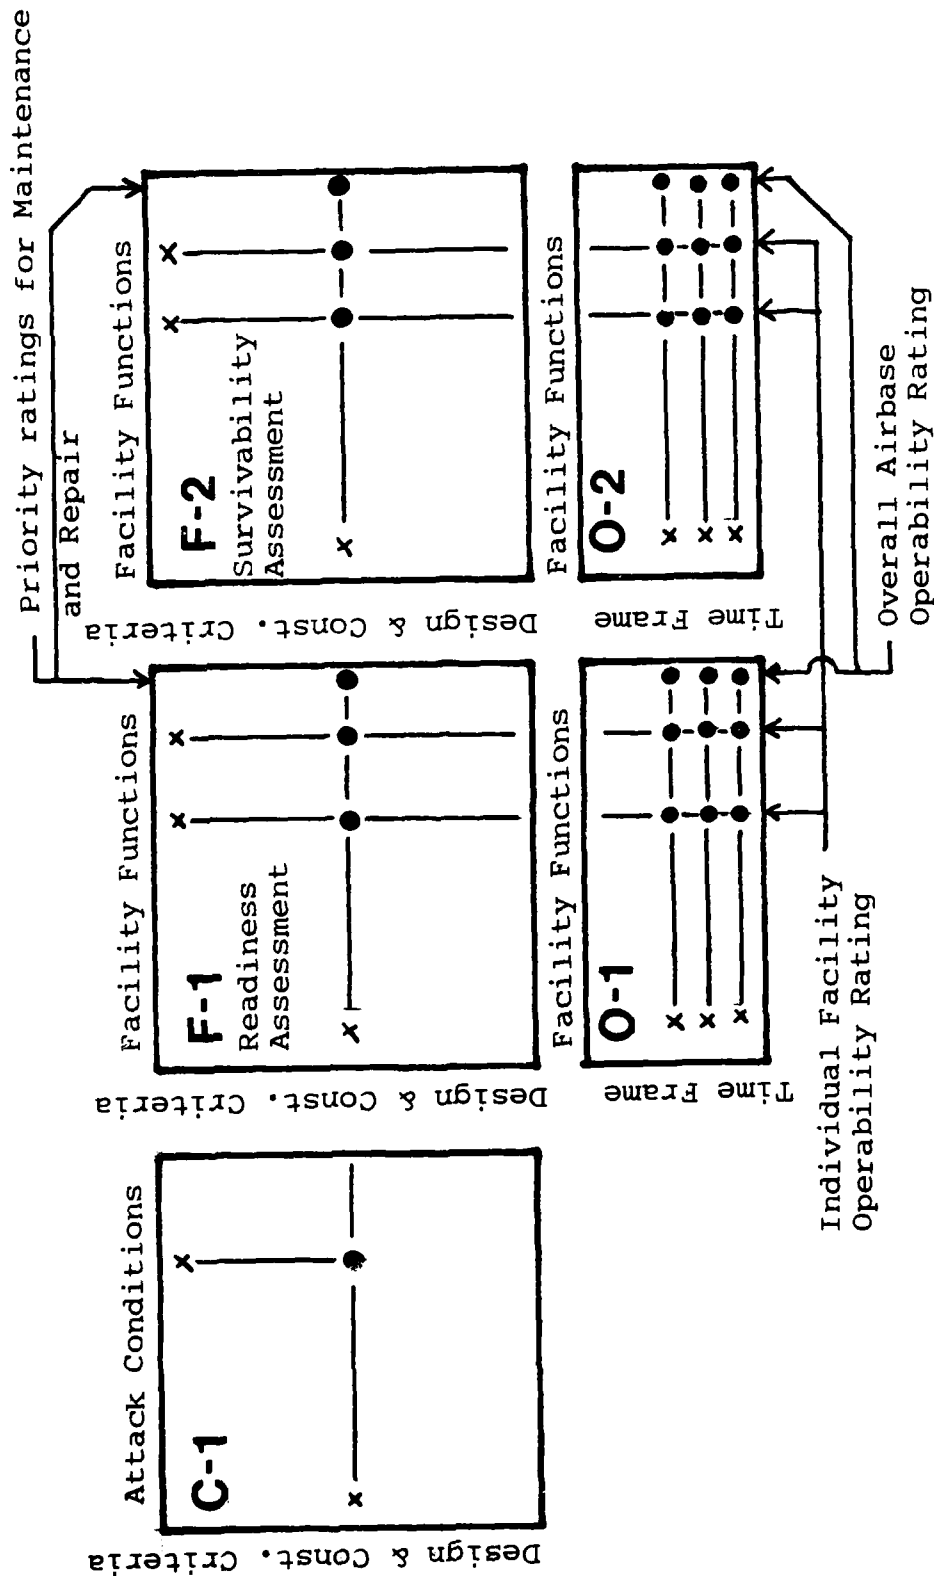 Priority ratings for Maintenance
and Repair
Attack Conditions
C-1
Design & Const. Criteria
Facility Functions
F-1
Readiness
Assessment
Design & Const. Criteria
Facility Functions
F-2
Survivability
Assessment
Design & Const. Criteria
Facility Functions
O-1
Time Frame
Facility Functions
O-2
Time Frame
Individual Facility
Operability Rating
Overall Airbase
Operability Rating